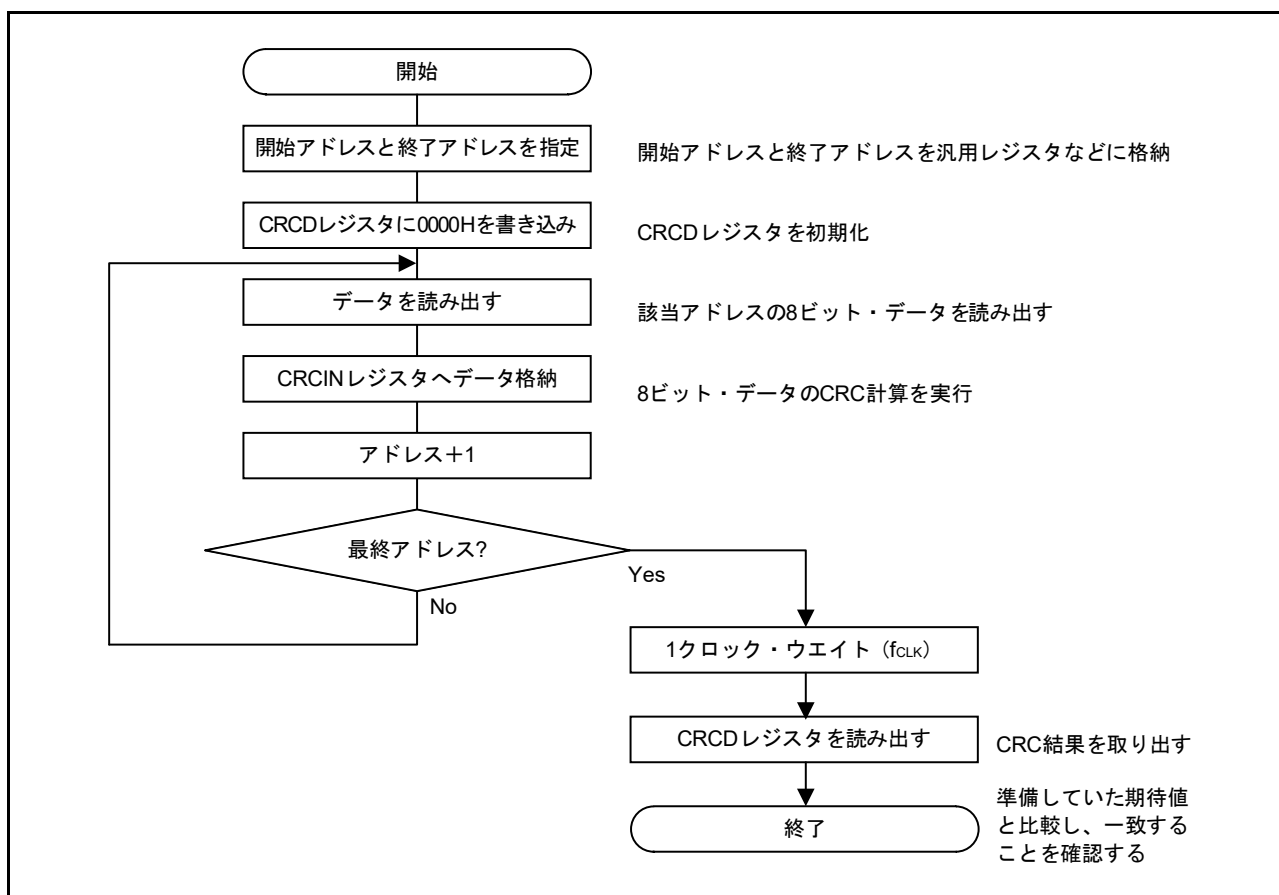 開始
開始アドレスと終了アドレスを指定
開始アドレスと終了アドレスを汎用レジスタなどに格納
CRCDレジスタに0000Hを書き込み
CRCDレジスタを初期化
データを読み出す
該当アドレスの8ビット・データを読み出す
CRCINレジスタへデータ格納
8ビット・データのCRC計算を実行
アドレス+1
最終アドレス?
Yes
No
1クロック・ウエイト(fCLK)
CRCDレジスタを読み出す
CRC結果を取り出す
終了
準備していた期待値
と比較し、一致する
ことを確認する